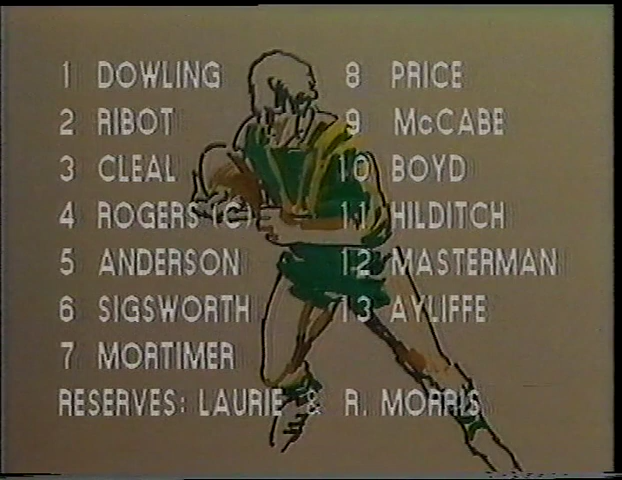 1 DOWLING
2 RIBOT
3 CLEAL
4 ROGERS (C)
5 ANDERSON
6 SIGSWORTH
7 MORTIMER
8 PRICE
9 McCABE
10 BOYD
11 HILDITCH
12 MASTERMAN
13 AYLIFFE
RESERVES: LAURIE & R. MORRIS